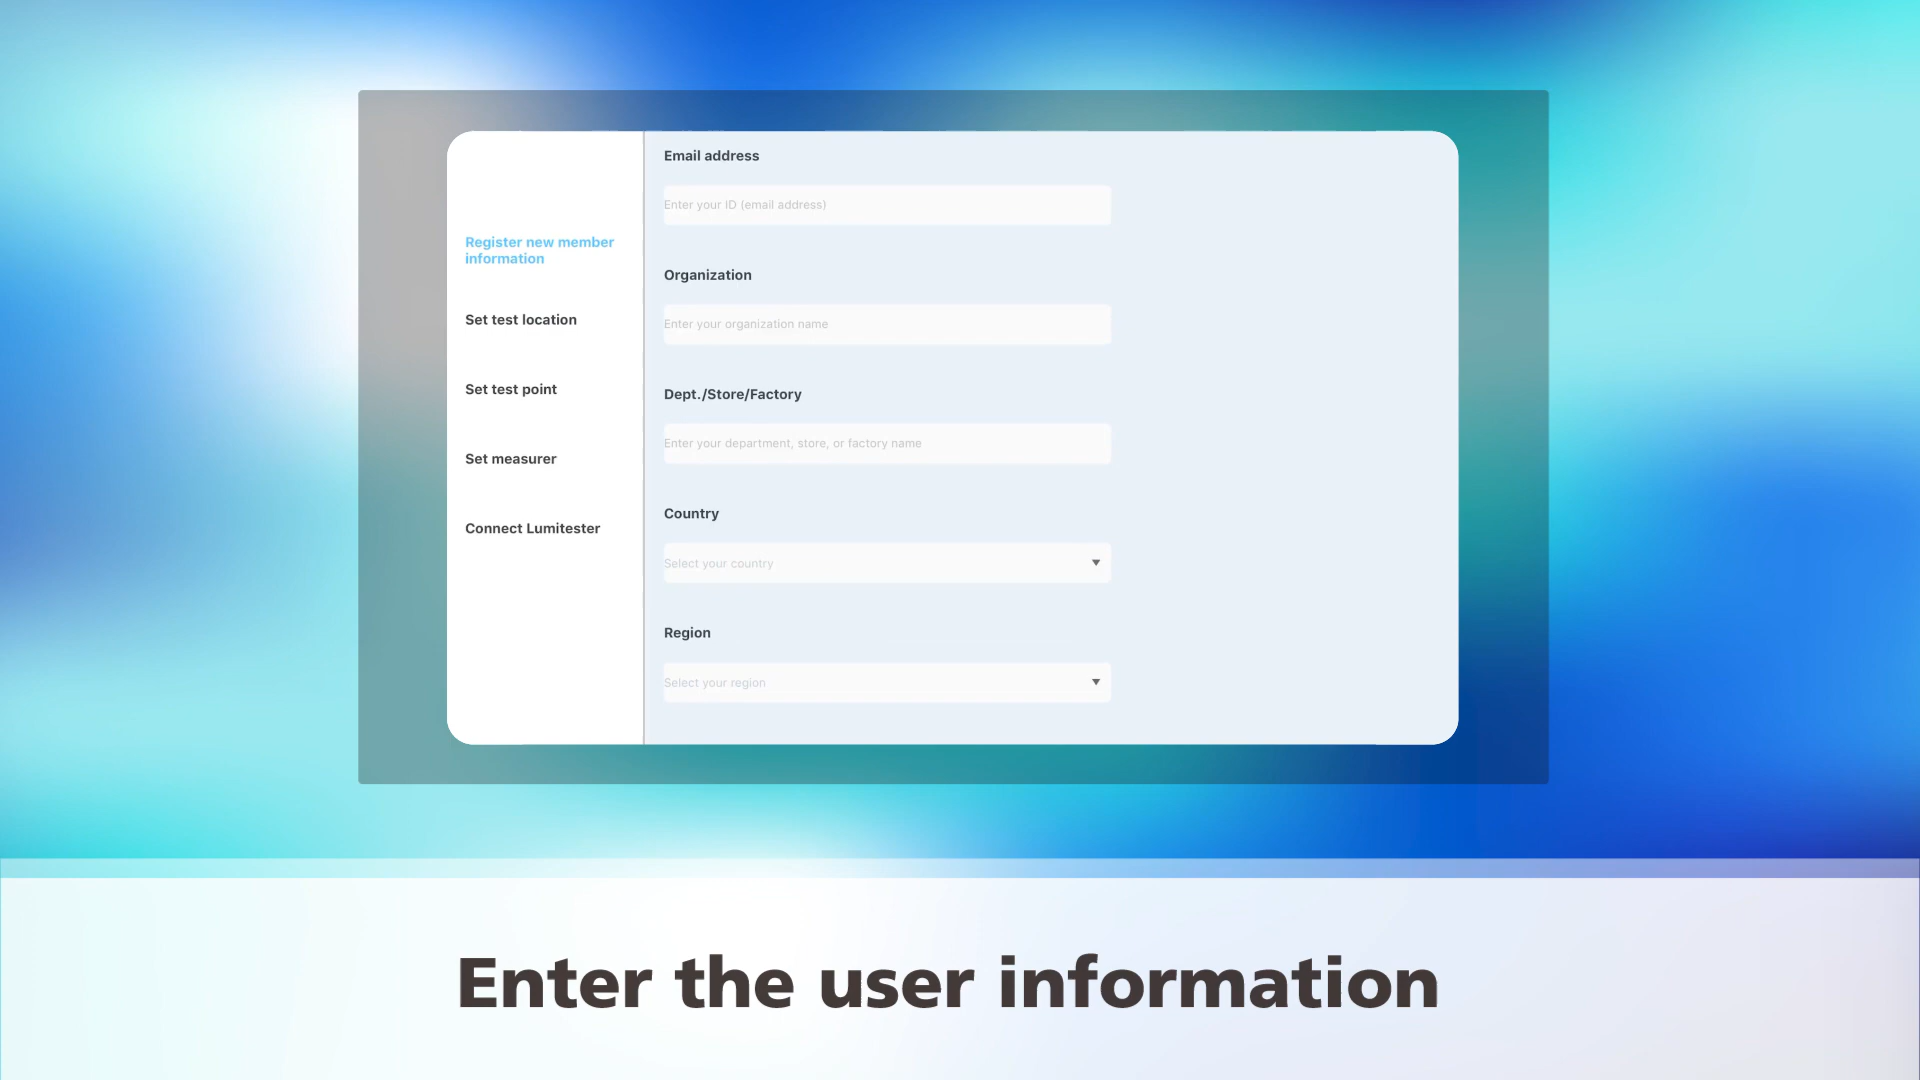 Register new member
information
Set test location
Set test point
Set measurer
Connect Lumitester
Email address
Enter your ID (email address)
Organization
Enter your organization name
Dept./Store/Factory
Enter your department, store, or factory name
Country
Select your country
Region
Select your region
Enter the user information